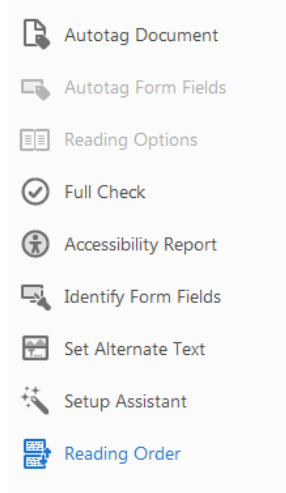 Autotag Document
Autotag Form Fields
Reading Options
Full Check
Accessibility Report
Identify Form Fields
Set Alternate Text
Setup Assistant
Reading Order